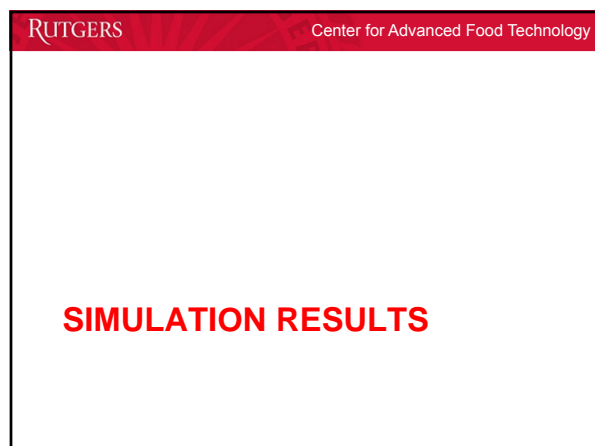 RUTGERS
Center for Advanced Food Technology
SIMULATION RESULTS